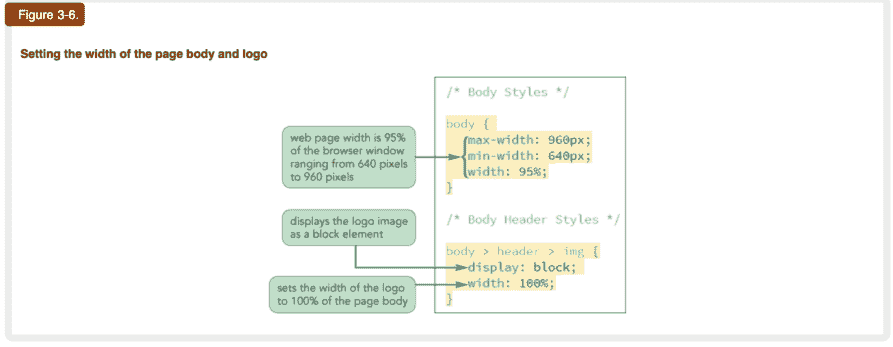 Figure 3-6.
Setting the width of the page body and logo
/* Body Styles */
body {
max-width: 960px;
min-width: 640px;
width: 95%;
}
web page width is 95%
of the browser window
ranging from 640 pixels
to 960 pixels
/* Body Header Styles */
body > header > img {
display: block;
width: 100%;
}
displays the logo image
as a block element
sets the width of the logo
to 100% of the page body